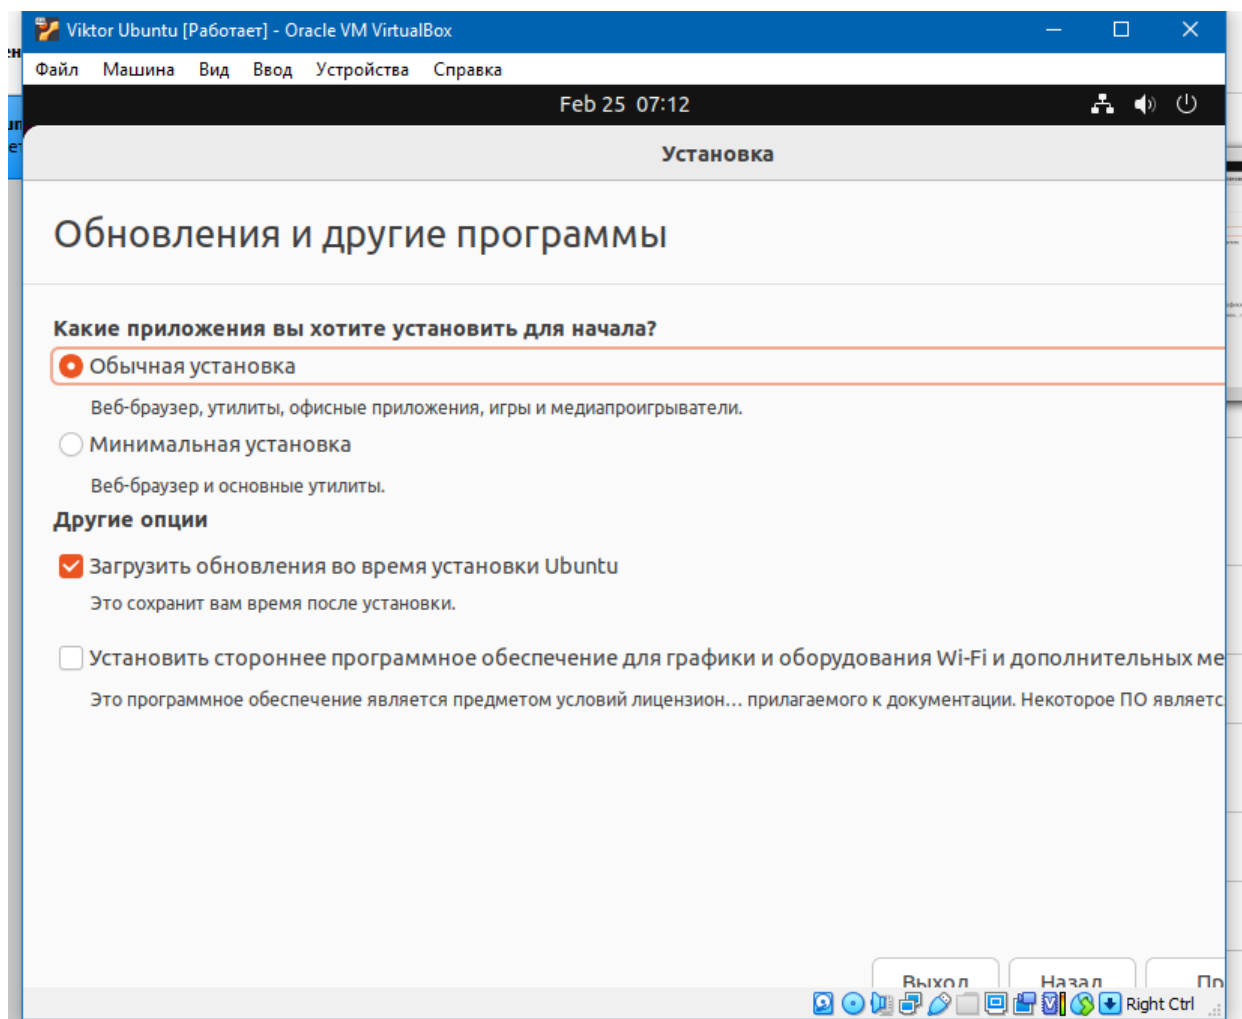 Viktor Ubuntu [Работает] - Oracle VM VirtualBox
Файл Машина Вид Ввод Устройства Справка
Feb 25 07:12
Установка
Обновления и другие программы
Какие приложения вы хотите установить для начала?
Обычная установка
Веб-браузер, утилиты, офисные приложения, игры и медиапроигрыватели.
Минимальная установка
Веб-браузер и основные утилиты.
Другие опции
Загрузить обновления во время установки Ubuntu
Это сохранит вам время после установки.
Установить стороннее программное обеспечение для графики и оборудования Wi-Fi и дополнительных ме
Это программное обеспечение является предметом условий лицензион... прилагаемого к документации. Некоторое ПО являетс
Выход Назад Пр
Right Ctrl